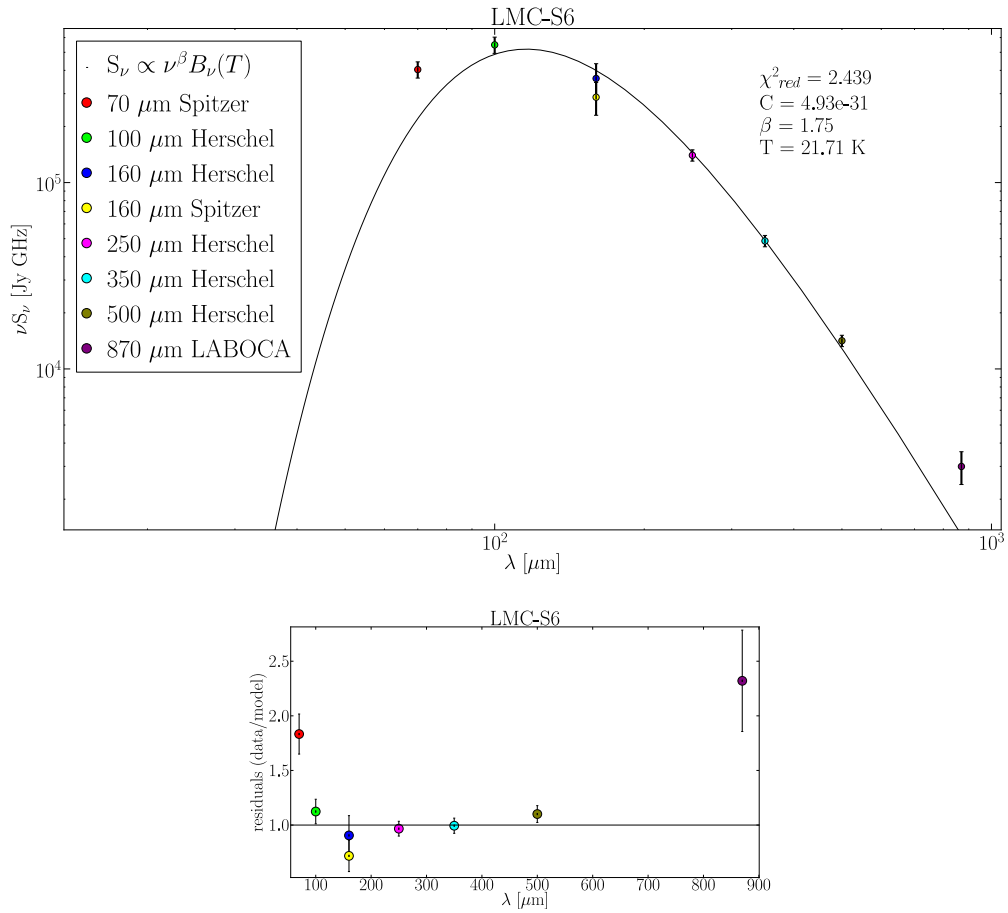 LMC-S6
S_ν ∝ ν^β B_ν(T)
70 μm Spitzer
100 μm Herschel
160 μm Herschel
160 μm Spitzer
250 μm Herschel
350 μm Herschel
500 μm Herschel
870 μm LABOCA
χ²_red = 2.439
C = 4.93e-31
β = 1.75
T = 21.71 K
νS_ν [Jy GHz]
10^5
10^4
10^2
10^3
λ [μm]
LMC-S6
residuals (data/model)
2.5
2.0
1.5
1.0
100 200 300 400 500 600 700 800 900
λ [μm]